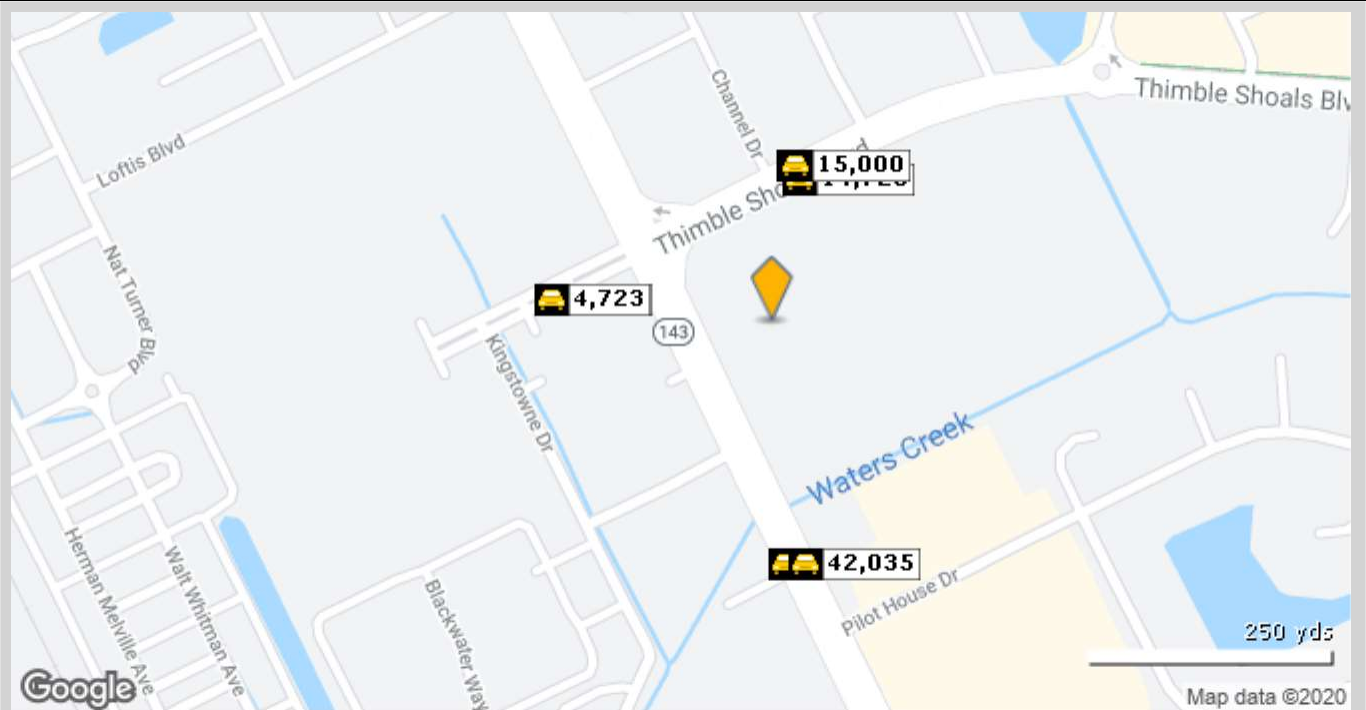 Channel Dr
Thimble Shoals Blv
Loftis Blvd
15,000
Thimble Sho
Nat Turner Blvd
4,723
143
Kingstowne Dr
Waters Creek
Herman Melville Ave
Walt Whitman Ave
42,035
Blackwater Way
Pilot House Dr
250 yds
Google
Map data ©2020